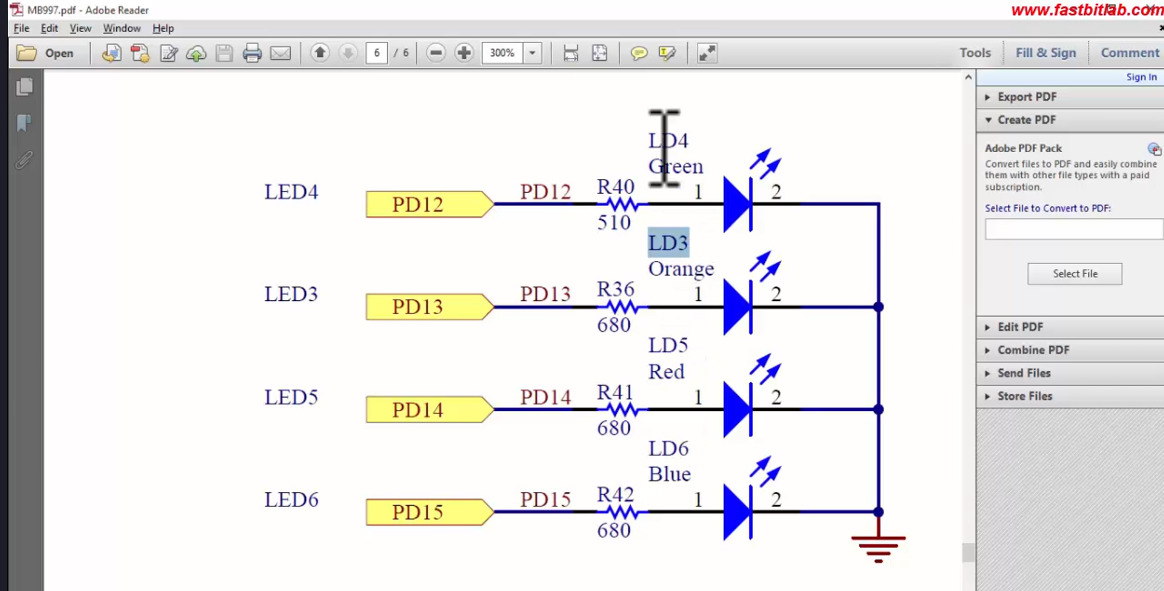 MB997.pdf - Adobe Reader
www.fastbitlab.com
File Edit View Window Help
Open
6 / 6
300%
Tools Fill & Sign Comment
Sign In
Export PDF
Create PDF
Adobe PDF Pack
Convert files to PDF and easily combine
them with other file types with a paid
subscription.
Select File to Convert to PDF:
Select File
Edit PDF
Combine PDF
Send Files
Store Files
LD4
Green
LED4 PD12 PD12 R40 1 2
510
LD3
Orange
LED3 PD13 PD13 R36 1 2
680
LD5
Red
LED5 PD14 PD14 R41 1 2
680
LD6
Blue
LED6 PD15 PD15 R42 1 2
680